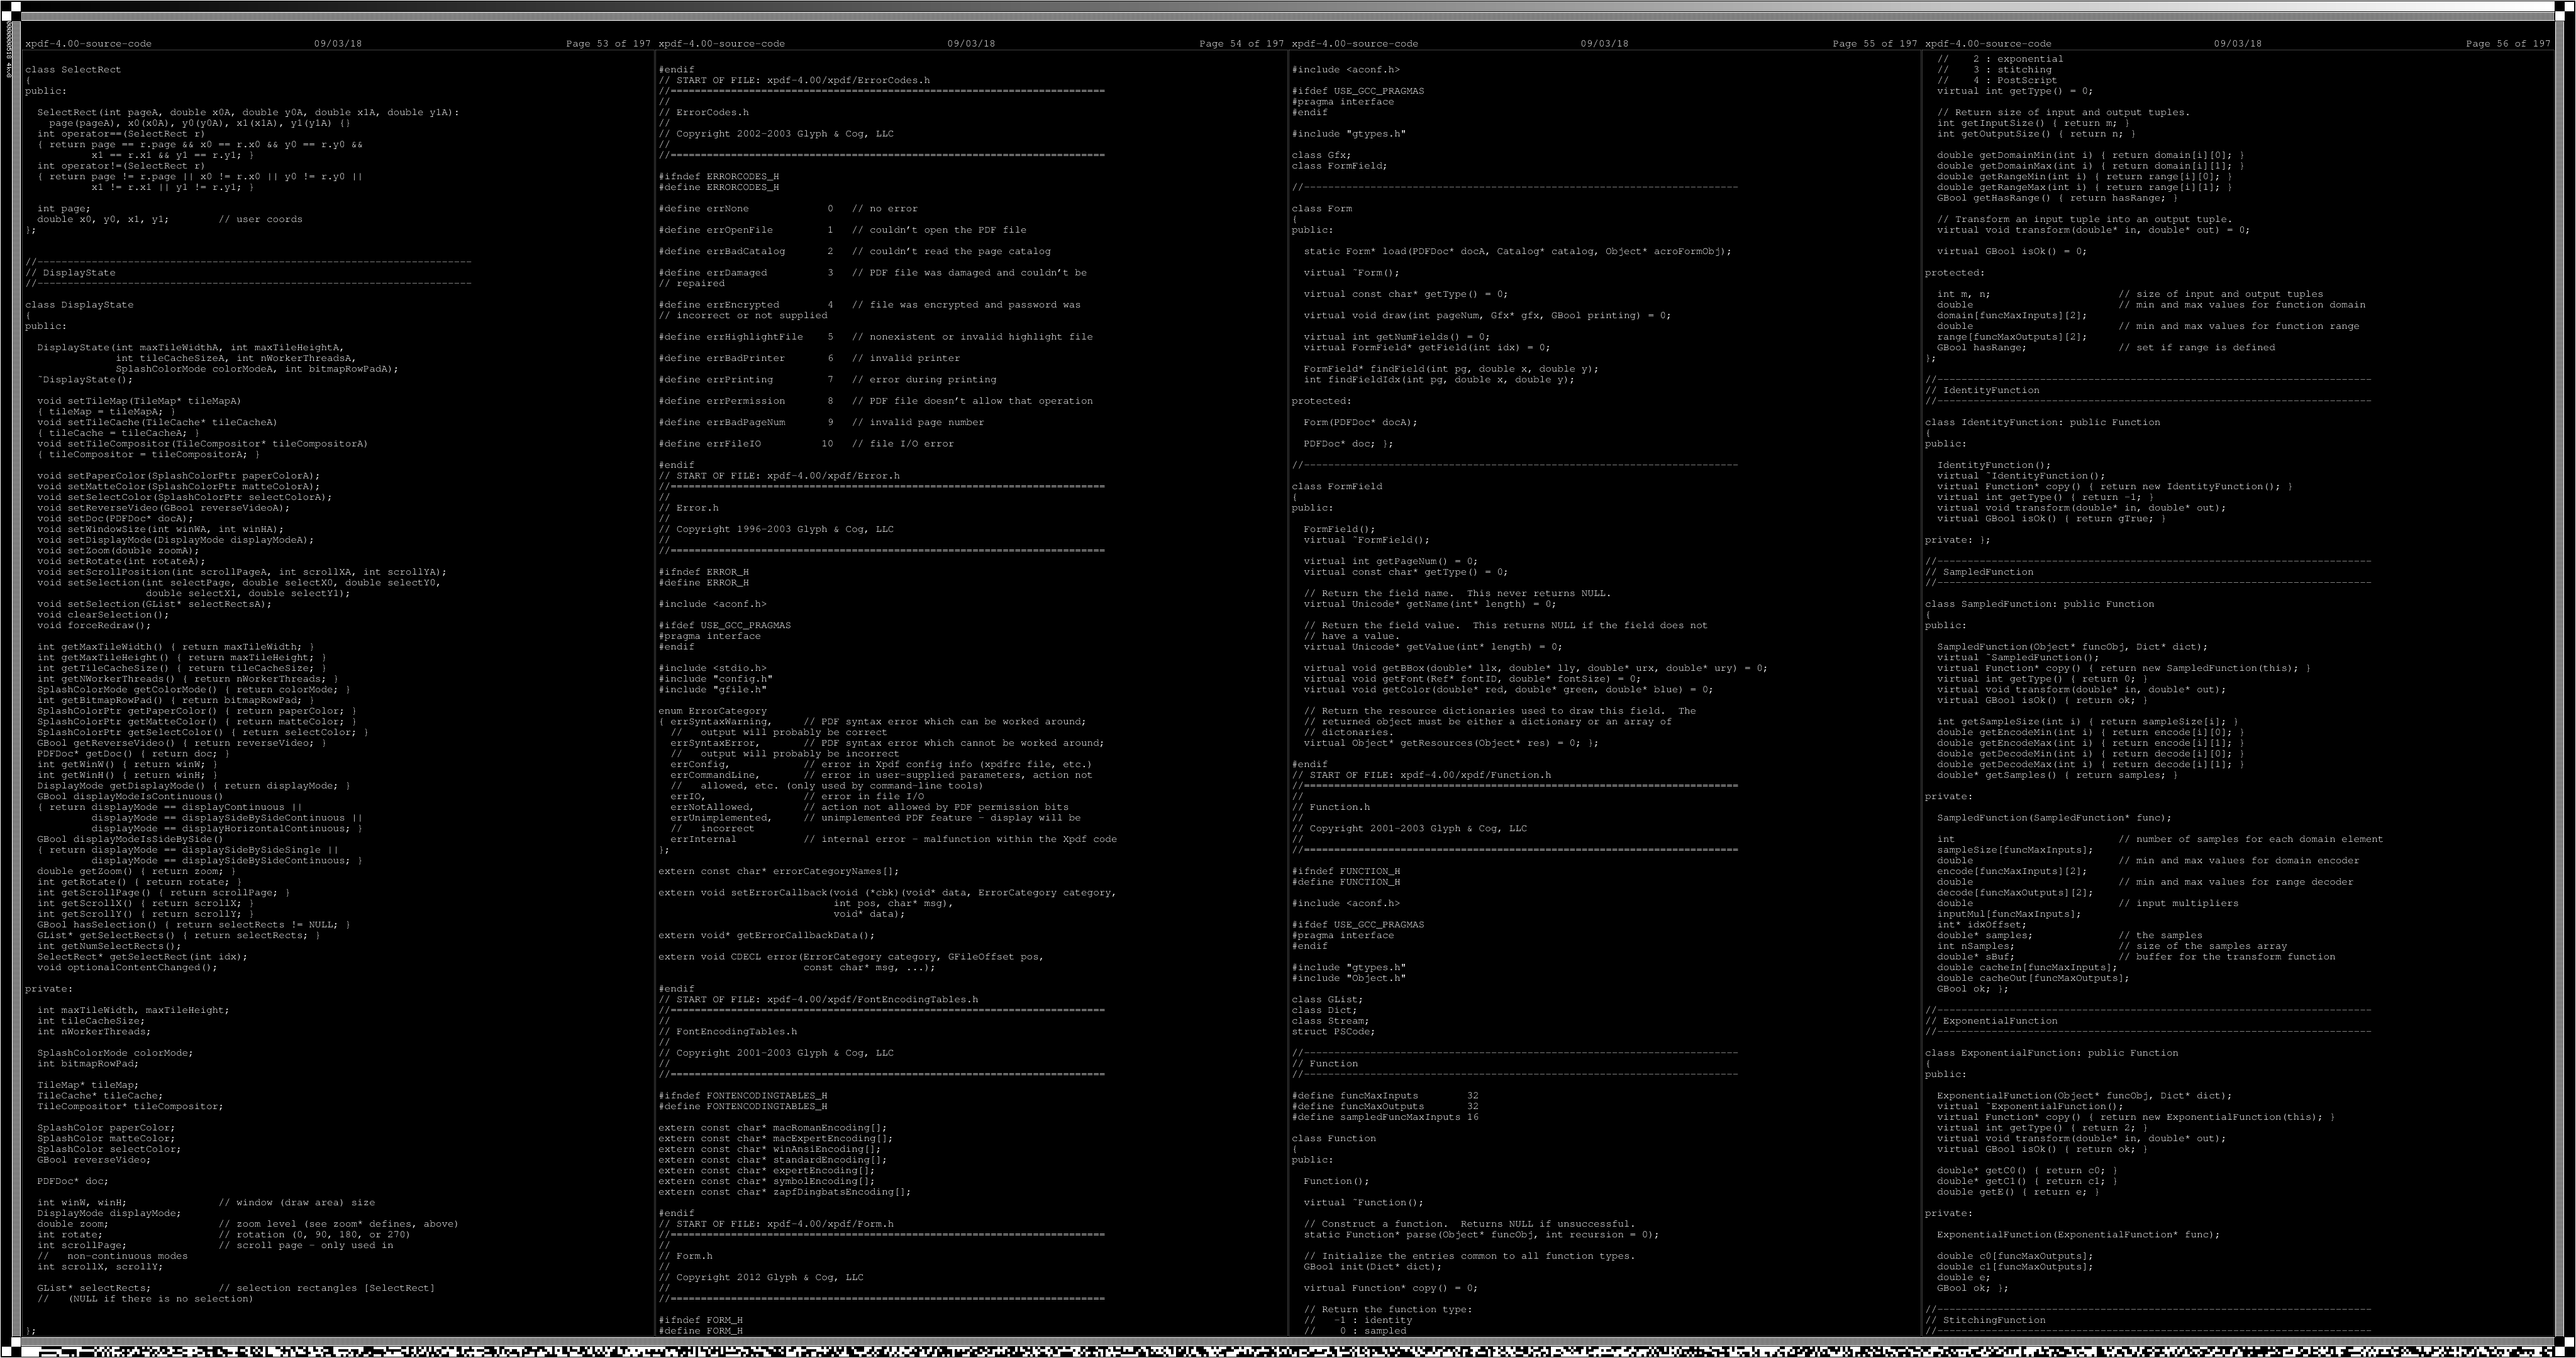 xpdf-4.00-source-code 09/03/18 Page 53 of 197
class SelectRect
{
public:
  SelectRect(int pageA, double x0A, double y0A, double x1A, double y1A):
    page(pageA), x0(x0A), y0(y0A), x1(x1A), y1(y1A) {}
  int operator==(SelectRect r)
  { return page == r.page && x0 == r.x0 && y0 == r.y0 &&
           x1 == r.x1 && y1 == r.y1; }
  int operator!=(SelectRect r)
  { return page != r.page || x0 != r.x0 || y0 != r.y0 ||
           x1 != r.x1 || y1 != r.y1; }
  int page;
  double x0, y0, x1, y1;        // user coords
};
//------------------------------------------------------------------------
// DisplayState
//------------------------------------------------------------------------
class DisplayState
{
public:
  DisplayState(int maxTileWidthA, int maxTileHeightA,
               int tileCacheSizeA, int nWorkerThreadsA,
               SplashColorMode colorModeA, int bitmapRowPadA);
  ~DisplayState();
  void setTileMap(TileMap* tileMapA)
  { tileMap = tileMapA; }
  void setTileCache(TileCache* tileCacheA)
  { tileCache = tileCacheA; }
  void setTileCompositor(TileCompositor* tileCompositorA)
  { tileCompositor = tileCompositorA; }
  void setPaperColor(SplashColorPtr paperColorA);
  void setMatteColor(SplashColorPtr matteColorA);
  void setSelectColor(SplashColorPtr selectColorA);
  void setReverseVideo(GBool reverseVideoA);
  void setDoc(PDFDoc* docA);
  void setWindowSize(int winWA, int winHA);
  void setDisplayMode(DisplayMode displayModeA);
  void setZoom(double zoomA);
  void setRotate(int rotateA);
  void setScrollPosition(int scrollPageA, int scrollXA, int scrollYA);
  void setSelection(int selectPage, double selectX0, double selectY0,
                    double selectX1, double selectY1);
  void setSelection(GList* selectRectsA);
  void clearSelection();
  void forceRedraw();
  int getMaxTileWidth() { return maxTileWidth; }
  int getMaxTileHeight() { return maxTileHeight; }
  int getTileCacheSize() { return tileCacheSize; }
  int getNWorkerThreads() { return nWorkerThreads; }
  SplashColorMode getColorMode() { return colorMode; }
  int getBitmapRowPad() { return bitmapRowPad; }
  SplashColorPtr getPaperColor() { return paperColor; }
  SplashColorPtr getMatteColor() { return matteColor; }
  SplashColorPtr getSelectColor() { return selectColor; }
  GBool getReverseVideo() { return reverseVideo; }
  PDFDoc* getDoc() { return doc; }
  int getWinW() { return winW; }
  int getWinH() { return winH; }
  DisplayMode getDisplayMode() { return displayMode; }
  GBool displayModeIsContinuous()
  { return displayMode == displayContinuous ||
           displayMode == displaySideBySideContinuous ||
           displayMode == displayHorizontalContinuous; }
  GBool displayModeIsSideBySide()
  { return displayMode == displaySideBySideSingle ||
           displayMode == displaySideBySideContinuous; }
  double getZoom() { return zoom; }
  int getRotate() { return rotate; }
  int getScrollPage() { return scrollPage; }
  int getScrollX() { return scrollX; }
  int getScrollY() { return scrollY; }
  GBool hasSelection() { return selectRects != NULL; }
  GList* getSelectRects() { return selectRects; }
  int getNumSelectRects();
  SelectRect* getSelectRect(int idx);
  void optionalContentChanged();
private:
  int maxTileWidth, maxTileHeight;
  int tileCacheSize;
  int nWorkerThreads;
  SplashColorMode colorMode;
  int bitmapRowPad;
  TileMap* tileMap;
  TileCache* tileCache;
  TileCompositor* tileCompositor;
  SplashColor paperColor;
  SplashColor matteColor;
  SplashColor selectColor;
  GBool reverseVideo;
  PDFDoc* doc;
  int winW, winH;               // window (draw area) size
  DisplayMode displayMode;
  double zoom;                  // zoom level (see zoom* defines, above)
  int rotate;                   // rotation (0, 90, 180, or 270)
  int scrollPage;               // scroll page - only used in
  //   non-continuous modes
  int scrollX, scrollY;
  GList* selectRects;           // selection rectangles [SelectRect]
  //   (NULL if there is no selection)
};
xpdf-4.00-source-code 09/03/18 Page 54 of 197
#endif
// START OF FILE: xpdf-4.00/xpdf/ErrorCodes.h
//========================================================================
//
// ErrorCodes.h
//
// Copyright 2002-2003 Glyph & Cog, LLC
//
//========================================================================
#ifndef ERRORCODES_H
#define ERRORCODES_H
#define errNone             0   // no error
#define errOpenFile         1   // couldn't open the PDF file
#define errBadCatalog       2   // couldn't read the page catalog
#define errDamaged          3   // PDF file was damaged and couldn't be
// repaired
#define errEncrypted        4   // file was encrypted and password was
// incorrect or not supplied
#define errHighlightFile    5   // nonexistent or invalid highlight file
#define errBadPrinter       6   // invalid printer
#define errPrinting         7   // error during printing
#define errPermission       8   // PDF file doesn't allow that operation
#define errBadPageNum       9   // invalid page number
#define errFileIO          10   // file I/O error
#endif
// START OF FILE: xpdf-4.00/xpdf/Error.h
//========================================================================
//
// Error.h
//
// Copyright 1996-2003 Glyph & Cog, LLC
//
//========================================================================
#ifndef ERROR_H
#define ERROR_H
#include <aconf.h>
#ifdef USE_GCC_PRAGMAS
#pragma interface
#endif
#include <stdio.h>
#include "config.h"
#include "gfile.h"
enum ErrorCategory
{ errSyntaxWarning,     // PDF syntax error which can be worked around;
  //   output will probably be correct
  errSyntaxError,       // PDF syntax error which cannot be worked around;
  //   output will probably be incorrect
  errConfig,            // error in Xpdf config info (xpdfrc file, etc.)
  errCommandLine,       // error in user-supplied parameters, action not
  //   allowed, etc. (only used by command-line tools)
  errIO,                // error in file I/O
  errNotAllowed,        // action not allowed by PDF permission bits
  errUnimplemented,     // unimplemented PDF feature - display will be
  //   incorrect
  errInternal           // internal error - malfunction within the Xpdf code
};
extern const char* errorCategoryNames[];
extern void setErrorCallback(void (*cbk)(void* data, ErrorCategory category,
                             int pos, char* msg),
                             void* data);
extern void* getErrorCallbackData();
extern void CDECL error(ErrorCategory category, GFileOffset pos,
                        const char* msg, ...);
#endif
// START OF FILE: xpdf-4.00/xpdf/FontEncodingTables.h
//========================================================================
//
// FontEncodingTables.h
//
// Copyright 2001-2003 Glyph & Cog, LLC
//
//========================================================================
#ifndef FONTENCODINGTABLES_H
#define FONTENCODINGTABLES_H
extern const char* macRomanEncoding[];
extern const char* macExpertEncoding[];
extern const char* winAnsiEncoding[];
extern const char* standardEncoding[];
extern const char* expertEncoding[];
extern const char* symbolEncoding[];
extern const char* zapfDingbatsEncoding[];
#endif
// START OF FILE: xpdf-4.00/xpdf/Form.h
//========================================================================
//
// Form.h
//
// Copyright 2012 Glyph & Cog, LLC
//
//========================================================================
#ifndef FORM_H
#define FORM_H
xpdf-4.00-source-code 09/03/18 Page 55 of 197
#include <aconf.h>
#ifdef USE_GCC_PRAGMAS
#pragma interface
#endif
#include "gtypes.h"
class Gfx;
class FormField;
//------------------------------------------------------------------------
class Form
{
public:
  static Form* load(PDFDoc* docA, Catalog* catalog, Object* acroFormObj);
  virtual ~Form();
  virtual const char* getType() = 0;
  virtual void draw(int pageNum, Gfx* gfx, GBool printing) = 0;
  virtual int getNumFields() = 0;
  virtual FormField* getField(int idx) = 0;
  FormField* findField(int pg, double x, double y);
  int findFieldIdx(int pg, double x, double y);
protected:
  Form(PDFDoc* docA);
  PDFDoc* doc; };
//------------------------------------------------------------------------
class FormField
{
public:
  FormField();
  virtual ~FormField();
  virtual int getPageNum() = 0;
  virtual const char* getType() = 0;
  // Return the field name.  This never returns NULL.
  virtual Unicode* getName(int* length) = 0;
  // Return the field value.  This returns NULL if the field does not
  // have a value.
  virtual Unicode* getValue(int* length) = 0;
  virtual void getBBox(double* llx, double* lly, double* urx, double* ury) = 0;
  virtual void getFont(Ref* fontID, double* fontSize) = 0;
  virtual void getColor(double* red, double* green, double* blue) = 0;
  // Return the resource dictionaries used to draw this field.  The
  // returned object must be either a dictionary or an array of
  // dictonaries.
  virtual Object* getResources(Object* res) = 0; };
#endif
// START OF FILE: xpdf-4.00/xpdf/Function.h
//========================================================================
//
// Function.h
//
// Copyright 2001-2003 Glyph & Cog, LLC
//
//========================================================================
#ifndef FUNCTION_H
#define FUNCTION_H
#include <aconf.h>
#ifdef USE_GCC_PRAGMAS
#pragma interface
#endif
#include "gtypes.h"
#include "Object.h"
class GList;
class Dict;
class Stream;
struct PSCode;
//------------------------------------------------------------------------
// Function
//------------------------------------------------------------------------
#define funcMaxInputs        32
#define funcMaxOutputs       32
#define sampledFuncMaxInputs 16
class Function
{
public:
  Function();
  virtual ~Function();
  // Construct a function.  Returns NULL if unsuccessful.
  static Function* parse(Object* funcObj, int recursion = 0);
  // Initialize the entries common to all function types.
  GBool init(Dict* dict);
  virtual Function* copy() = 0;
  // Return the function type:
  //   -1 : identity
  //    0 : sampled
xpdf-4.00-source-code 09/03/18 Page 56 of 197
  //    2 : exponential
  //    3 : stitching
  //    4 : PostScript
  virtual int getType() = 0;
  // Return size of input and output tuples.
  int getInputSize() { return m; }
  int getOutputSize() { return n; }
  double getDomainMin(int i) { return domain[i][0]; }
  double getDomainMax(int i) { return domain[i][1]; }
  double getRangeMin(int i) { return range[i][0]; }
  double getRangeMax(int i) { return range[i][1]; }
  GBool getHasRange() { return hasRange; }
  // Transform an input tuple into an output tuple.
  virtual void transform(double* in, double* out) = 0;
  virtual GBool isOk() = 0;
protected:
  int m, n;                     // size of input and output tuples
  double                        // min and max values for function domain
  domain[funcMaxInputs][2];
  double                        // min and max values for function range
  range[funcMaxOutputs][2];
  GBool hasRange;               // set if range is defined
};
//------------------------------------------------------------------------
// IdentityFunction
//------------------------------------------------------------------------
class IdentityFunction: public Function
{
public:
  IdentityFunction();
  virtual ~IdentityFunction();
  virtual Function* copy() { return new IdentityFunction(); }
  virtual int getType() { return -1; }
  virtual void transform(double* in, double* out);
  virtual GBool isOk() { return gTrue; }
private: };
//------------------------------------------------------------------------
// SampledFunction
//------------------------------------------------------------------------
class SampledFunction: public Function
{
public:
  SampledFunction(Object* funcObj, Dict* dict);
  virtual ~SampledFunction();
  virtual Function* copy() { return new SampledFunction(this); }
  virtual int getType() { return 0; }
  virtual void transform(double* in, double* out);
  virtual GBool isOk() { return ok; }
  int getSampleSize(int i) { return sampleSize[i]; }
  double getEncodeMin(int i) { return encode[i][0]; }
  double getEncodeMax(int i) { return encode[i][1]; }
  double getDecodeMin(int i) { return decode[i][0]; }
  double getDecodeMax(int i) { return decode[i][1]; }
  double* getSamples() { return samples; }
private:
  SampledFunction(SampledFunction* func);
  int                           // number of samples for each domain element
  sampleSize[funcMaxInputs];
  double                        // min and max values for domain encoder
  encode[funcMaxInputs][2];
  double                        // min and max values for range decoder
  decode[funcMaxOutputs][2];
  double                        // input multipliers
  inputMul[funcMaxInputs];
  int* idxOffset;
  double* samples;              // the samples
  int nSamples;                 // size of the samples array
  double* sBuf;                 // buffer for the transform function
  double cacheIn[funcMaxInputs];
  double cacheOut[funcMaxOutputs];
  GBool ok; };
//------------------------------------------------------------------------
// ExponentialFunction
//------------------------------------------------------------------------
class ExponentialFunction: public Function
{
public:
  ExponentialFunction(Object* funcObj, Dict* dict);
  virtual ~ExponentialFunction();
  virtual Function* copy() { return new ExponentialFunction(this); }
  virtual int getType() { return 2; }
  virtual void transform(double* in, double* out);
  virtual GBool isOk() { return ok; }
  double* getC0() { return c0; }
  double* getC1() { return c1; }
  double getE() { return e; }
private:
  ExponentialFunction(ExponentialFunction* func);
  double c0[funcMaxOutputs];
  double c1[funcMaxOutputs];
  double e;
  GBool ok; };
//------------------------------------------------------------------------
// StitchingFunction
//------------------------------------------------------------------------